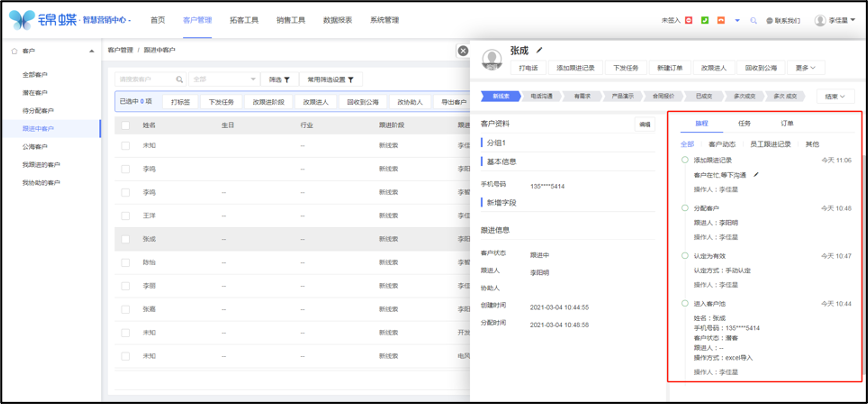 锦蝶 · 智慧营销中心 · 首页 客户管理 拓客工具 销售工具 数据报表 系统管理 未签入 联系我们 李佳星
客户
全部客户
潜在客户
待分配客户
跟进中客户
公海客户
我跟进的客户
我协助的客户
客户管理 / 跟进中客户
请搜索客户 全部 筛选 常用筛选设置
已选中 0 项 打标签 下发任务 改跟进阶段 改跟进人 回收到公海 改协助人 导出客户
姓名 生日 行业 跟进阶段 跟进
未知 -- 新线索 李佳
李鸣 -- 新线索 李阳
李鸣 -- -- 新线索 李智
王洋 -- -- 新线索 李佳
张成 -- -- 新线索 李阳
陈怡 -- -- 新线索 李智
李丽 -- -- 新线索 李佳
张嘉 -- -- 新线索 李阳
未知 -- -- 新线索 开发
未知 -- -- 新线索 电风
张成
打电话 添加跟进记录 下发任务 新建订单 改跟进人 回收到公海 更多
新线索 电话沟通 有需求 产品演示 合同报价 已成交 多次成交 多次 成交 结束
客户资料 编辑
分组1
基本信息
手机号码 135****5414
新增字段
跟进信息
客户状态 跟进中
跟进人 李阳明
协助人
创建时间 2021-03-04 10:44:55
分配时间 2021-03-04 10:48:56
旅程 任务 订单
全部 客户动态 员工跟进记录 其他
添加跟进记录 今天 11:06
客户在忙,等下沟通
操作人：李佳星
分配客户 今天 10:48
跟进人：李阳明
操作人：李佳星
认定为有效 今天 10:47
认定方式：手动认定
操作人：李佳星
进入客户池 今天 10:44
姓名：张成
手机号码：135****5414
客户状态：潜客
跟进人：--
操作方式：excel导入
操作人：李佳星